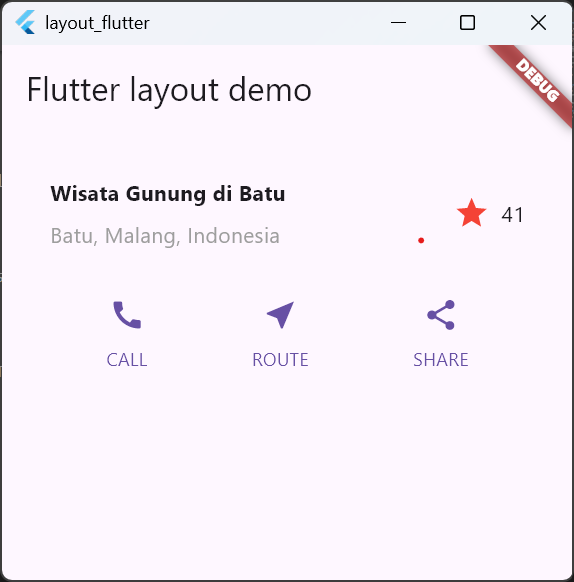 layout_flutter
DEBUG
Flutter layout demo
Wisata Gunung di Batu
41
Batu, Malang, Indonesia
CALL ROUTE SHARE